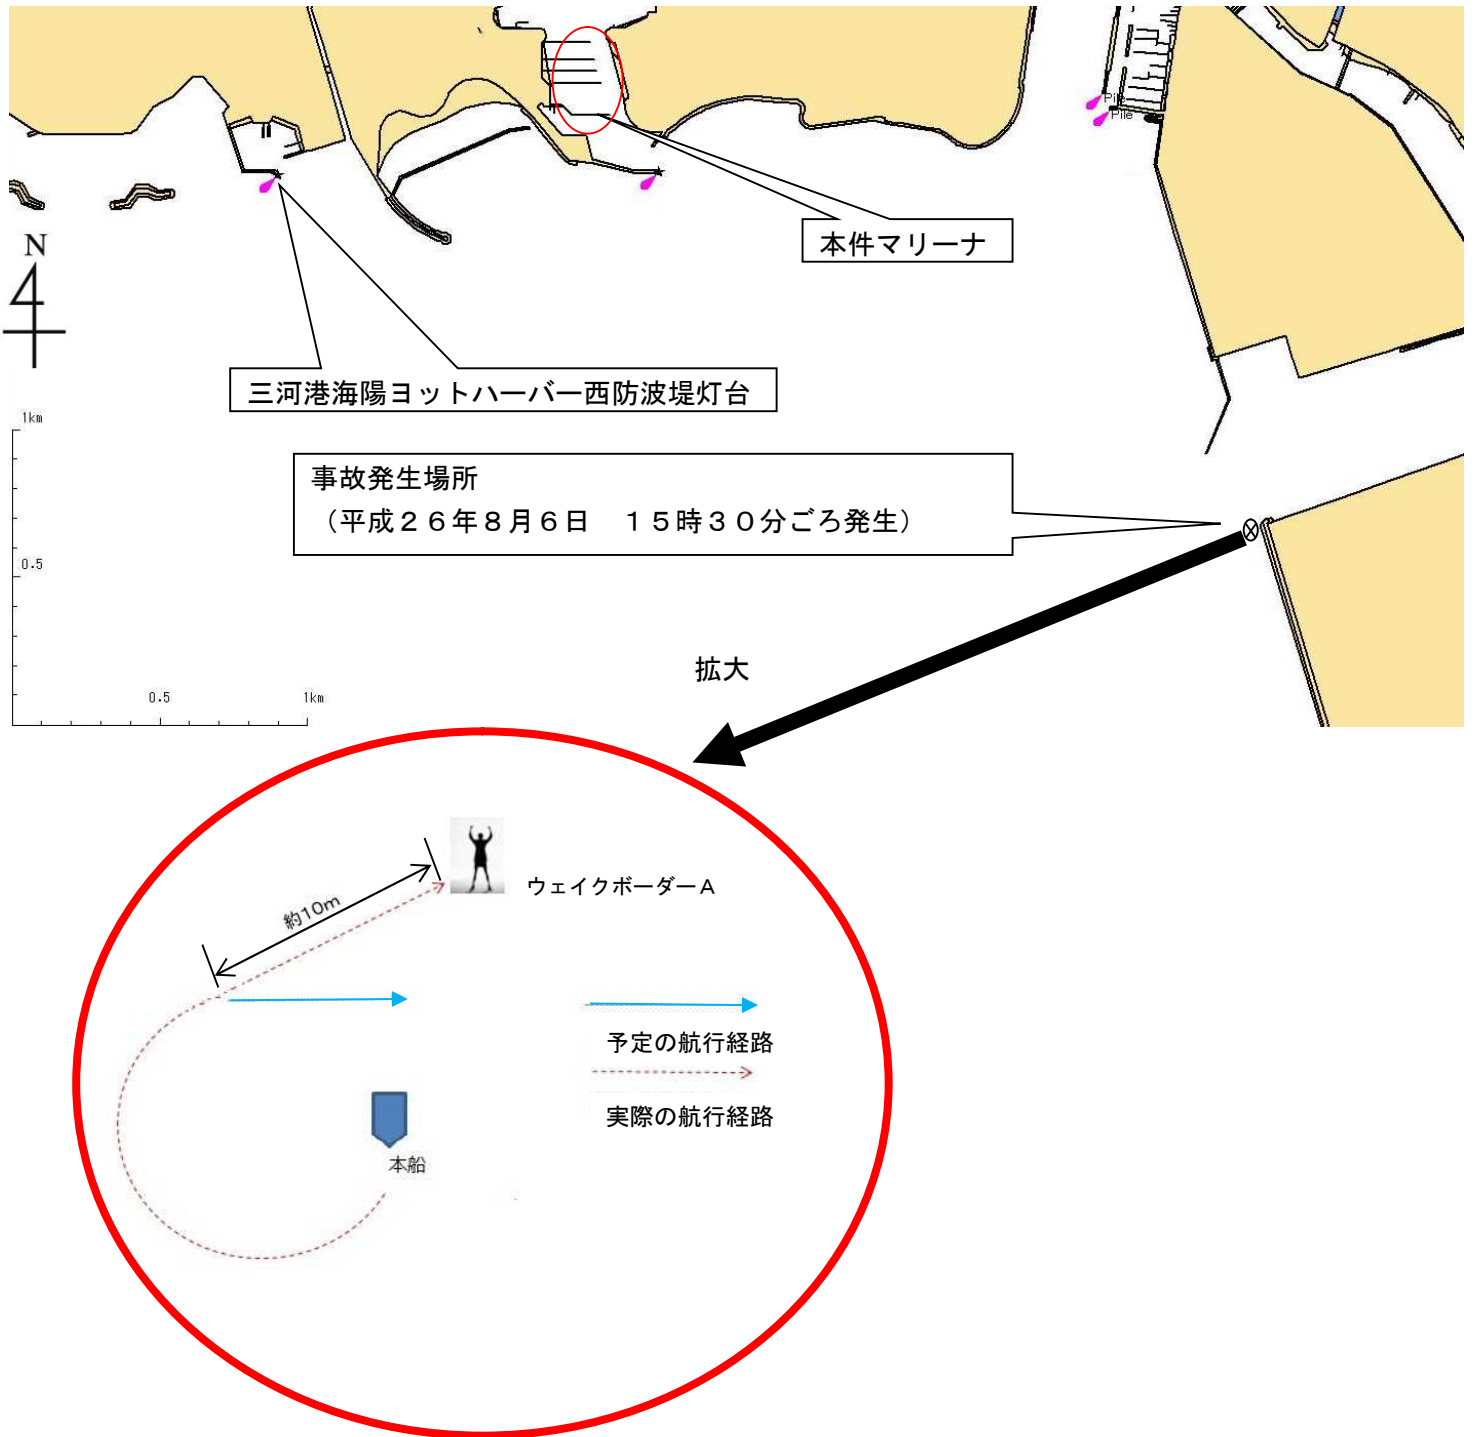 Pile
Pile
本件マリーナ
N
三河港海陽ヨットハーバー西防波堤灯台
1km
事故発生場所
（平成２６年８月６日　１５時３０分ごろ発生）
0.5
拡大
0.5
1km
ウェイクボーダーＡ
約10m
予定の航行経路
実際の航行経路
本船